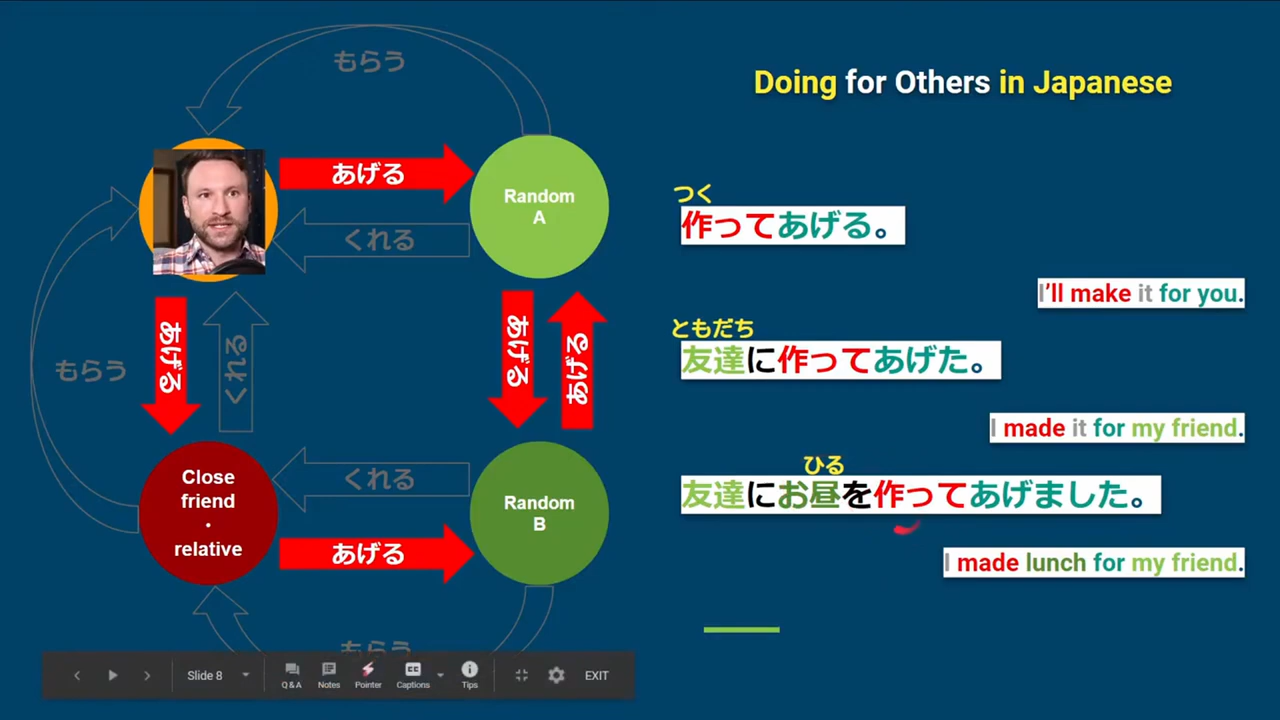 Doing for Others in Japanese
もらう
あげる
くれる
Random
A
あげる
くれる
もらう
あげる
あげる
Close
friend
・
relative
くれる
あげる
Random
B
もらう
つく
作ってあげる。
I'll make it for you.
ともだち
友達に作ってあげた。
I made it for my friend.
ひる
友達にお昼を作ってあげました。
I made lunch for my friend.
Slide 8
Q & A
Notes
Pointer
CC
Captions
Tips
EXIT